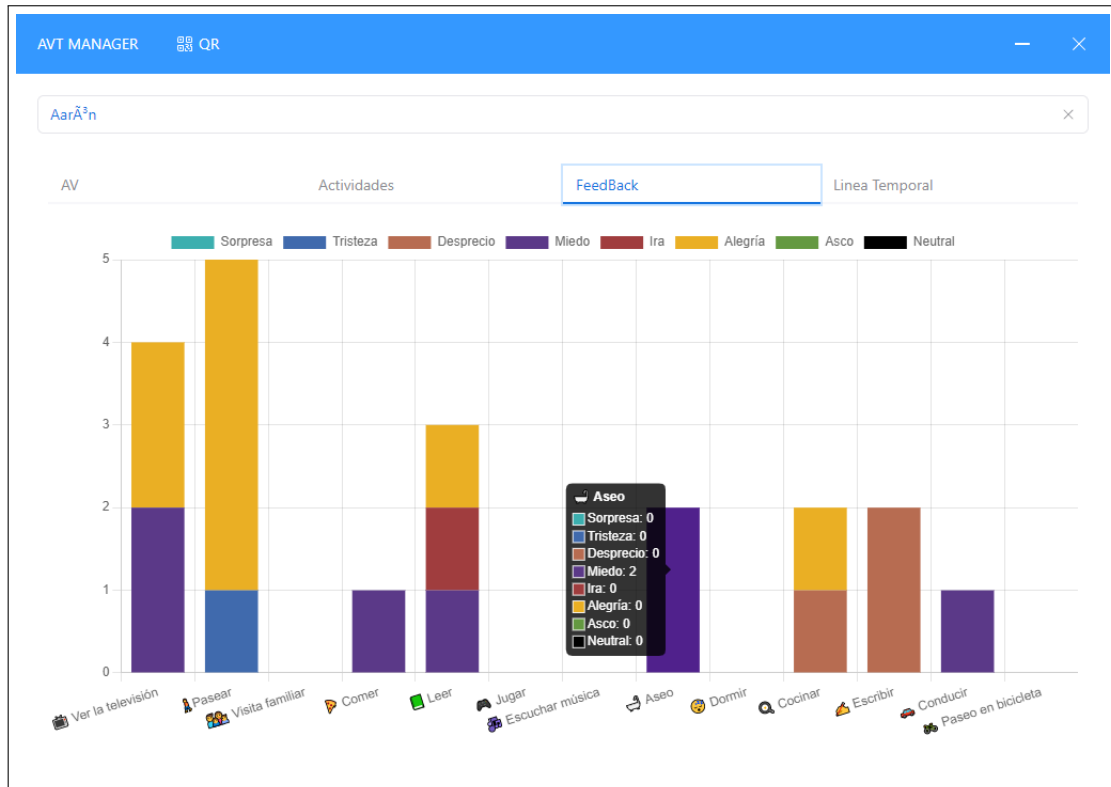 AVT MANAGER QR
AarÃ³n
AV Actividades FeedBack Linea Temporal
Sorpresa Tristeza Desprecio Miedo Ira Alegría Asco Neutral
5
4
3
2
1
0
Aseo
Sorpresa: 0
Tristeza: 0
Desprecio: 0
Miedo: 2
Ira: 0
Alegría: 0
Asco: 0
Neutral: 0
Ver la televisión
Pasear
Visita familiar
Comer
Leer
Jugar
Escuchar música
Aseo
Dormir
Cocinar
Escribir
Conducir
Paseo en bicicleta